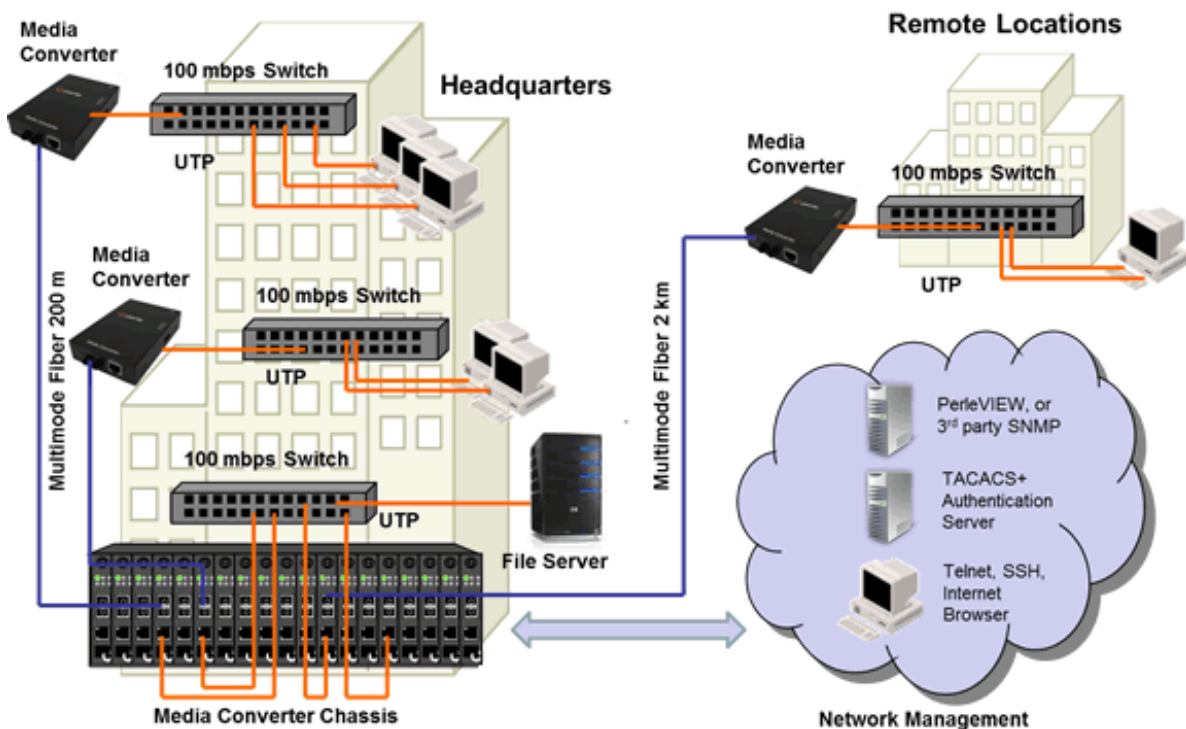 Media
Converter
100 mbps Switch
Headquarters
UTP
Media
Converter
100 mbps Switch
UTP
Multimode Fiber 200 m
100 mbps Switch
UTP
File Server
Media Converter Chassis
Multimode Fiber 2 km
Remote Locations
Media
Converter
100 mbps Switch
UTP
PerleVIEW, or
3rd party SNMP
TACACS+
Authentication
Server
Telnet, SSH,
Internet
Browser
Network Management